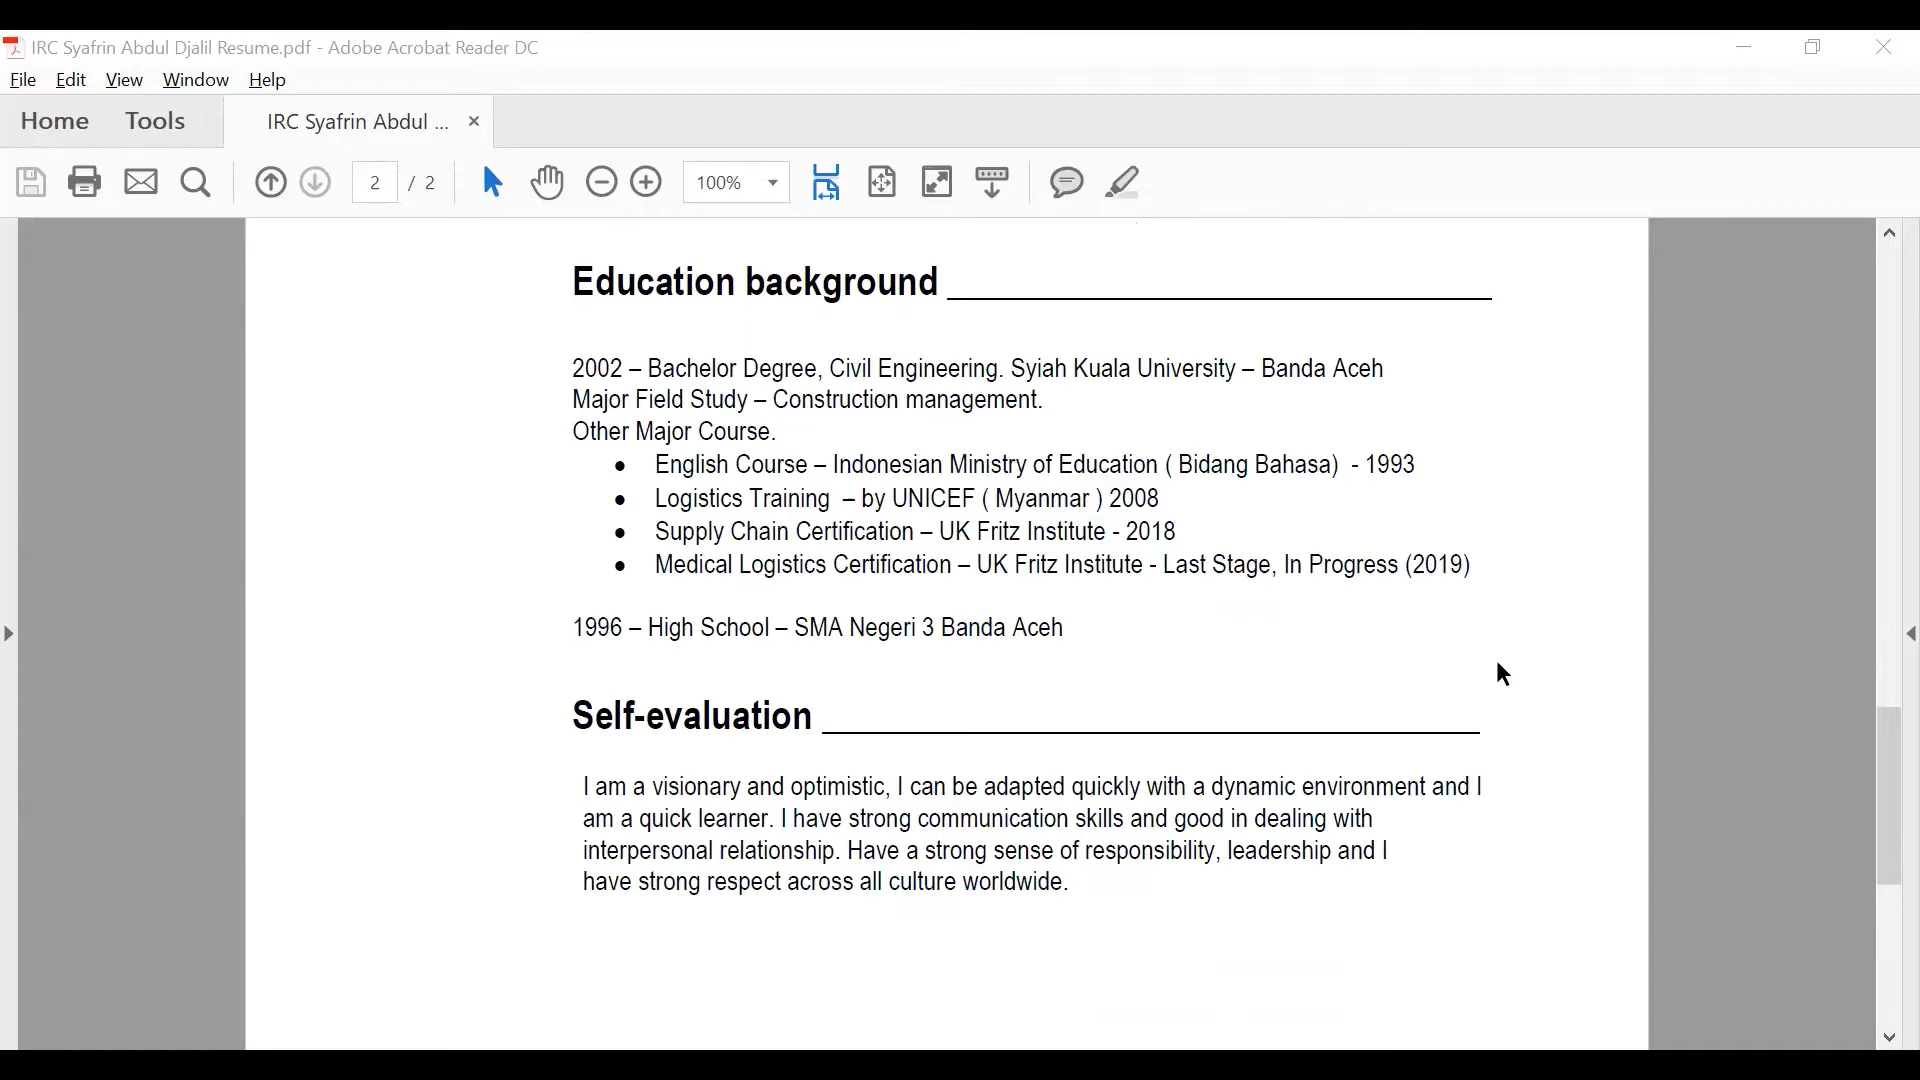 IRC Syafrin Abdul Djalil Resume.pdf - Adobe Acrobat Reader DC
File Edit View Window Help
Home Tools IRC Syafrin Abdul ... ×
2 / 2 100%
Education background
2002 – Bachelor Degree, Civil Engineering. Syiah Kuala University – Banda Aceh
Major Field Study – Construction management.
Other Major Course.
● English Course – Indonesian Ministry of Education ( Bidang Bahasa) - 1993
● Logistics Training – by UNICEF ( Myanmar ) 2008
● Supply Chain Certification – UK Fritz Institute - 2018
● Medical Logistics Certification – UK Fritz Institute - Last Stage, In Progress (2019)
1996 – High School – SMA Negeri 3 Banda Aceh
Self-evaluation
I am a visionary and optimistic, I can be adapted quickly with a dynamic environment and I
am a quick learner. I have strong communication skills and good in dealing with
interpersonal relationship. Have a strong sense of responsibility, leadership and I
have strong respect across all culture worldwide.